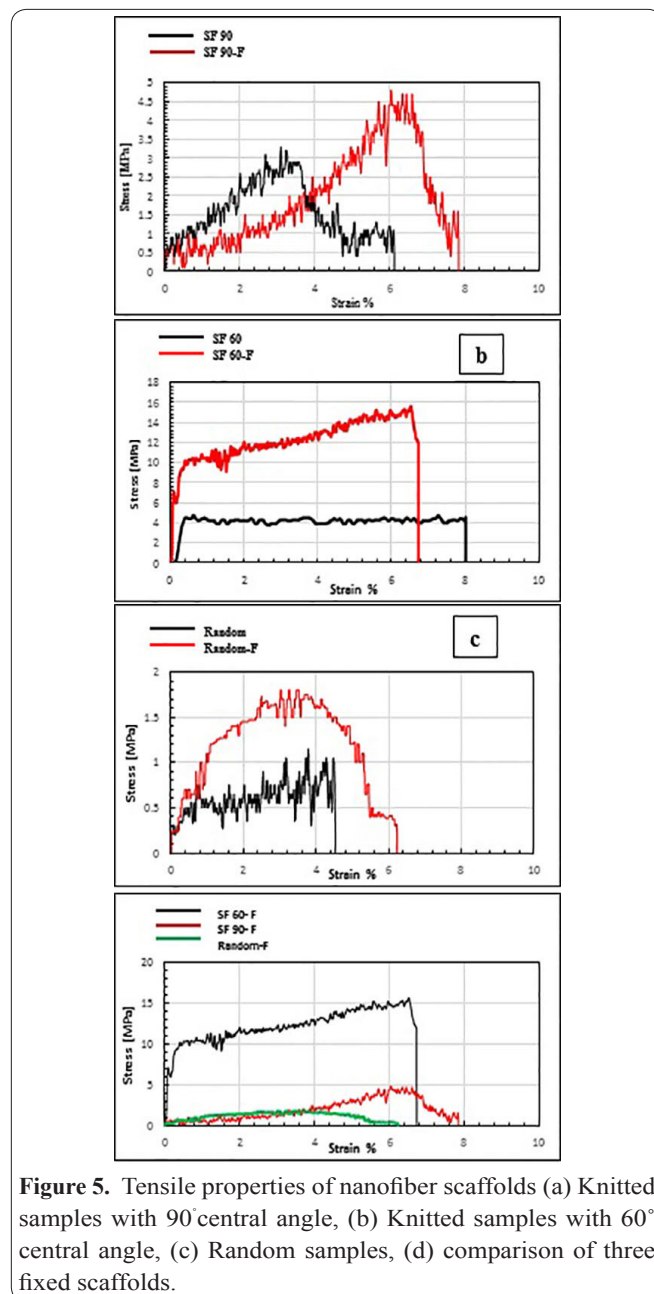 SF 90
SF 90-F
5
4.5
4
3.5
3
2.5
2
1.5
1
0.5
0
Stress [MPa]
0 2 4 6 8 10
Strain %
SF 60
SF 60-F
b
18
16
14
12
10
8
6
4
2
0
Stress [MPa]
0 2 4 6 8 10
Strain %
Random
Random-F
c
2
1.5
1
0.5
0
Stress [MPa]
0 2 4 6 8 10
Strain %
SF 60-F
SF 90-F
Random-F
20
15
10
5
0
Stress [MPa]
0 2 4 6 8 10
Strain %
Figure 5. Tensile properties of nanofiber scaffolds (a) Knitted
samples with 90°central angle, (b) Knitted samples with 60°
central angle, (c) Random samples, (d) comparison of three
fixed scaffolds.